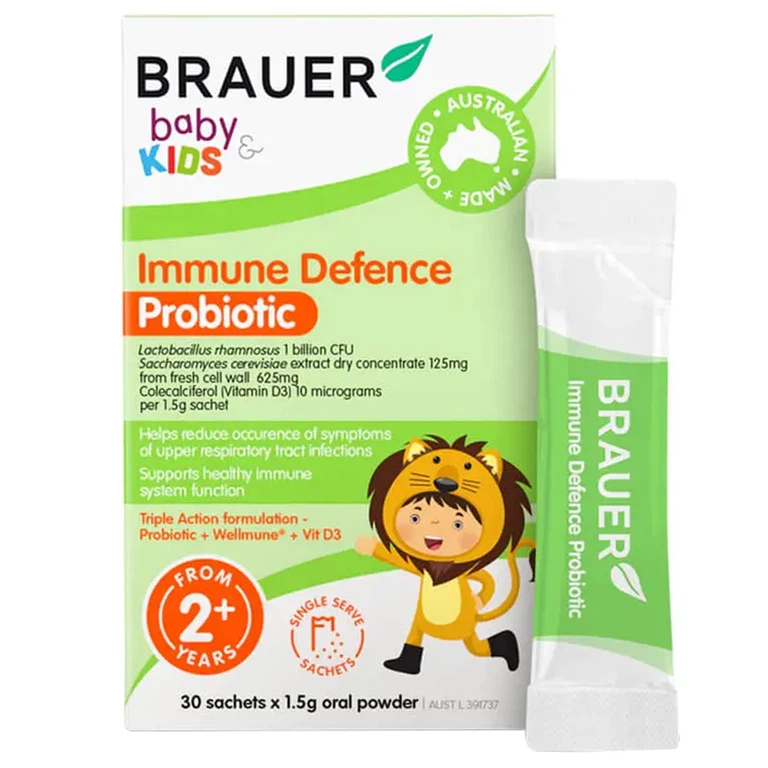 BRAUER
baby &
KIDS
AUSTRALIAN • MADE + OWNED •
Immune Defence
Probiotic
Lactobacillus rhamnosus 1 billion CFU
Saccharomyces cerevisiae extract dry concentrate 125mg
from fresh cell wall 625mg
Colecalciferol (Vitamin D3) 10 micrograms
per 1.5g sachet
Helps reduce occurence of symptoms
of upper respiratory tract infections
Supports healthy immune
system function
Triple Action formulation -
Probiotic + Wellmune® + Vit D3
FROM
2+
YEARS
SINGLE SERVE
SACHETS
30 sachets x 1.5g oral powder | AUST L 391737
BRAUER
Immune Defence Probiotic